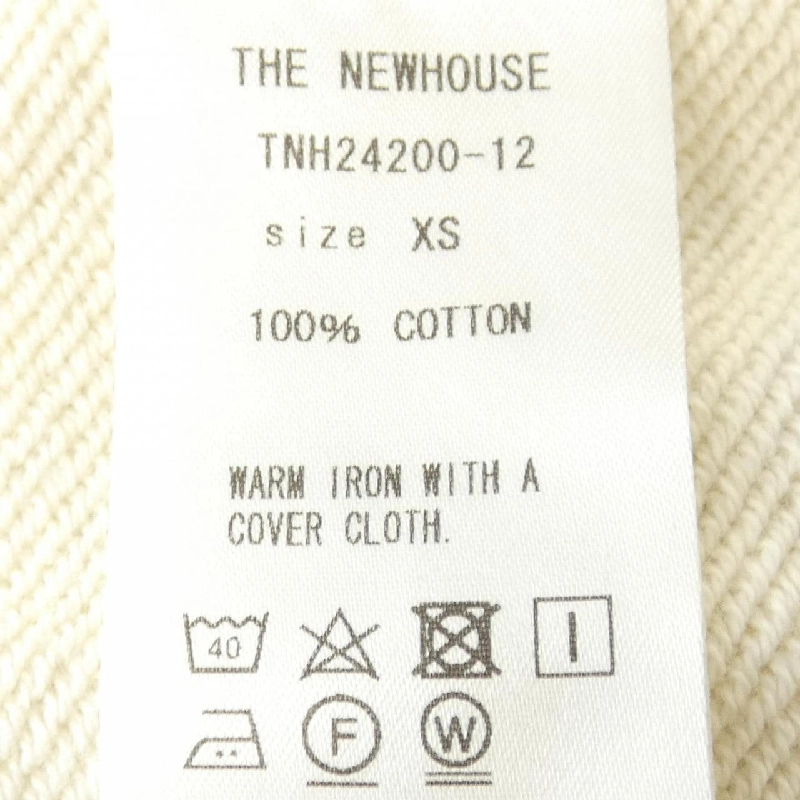 THE NEWHOUSE
TNH24200-12
size XS
100% COTTON
WARM IRON WITH A
COVER CLOTH.
40
F
W